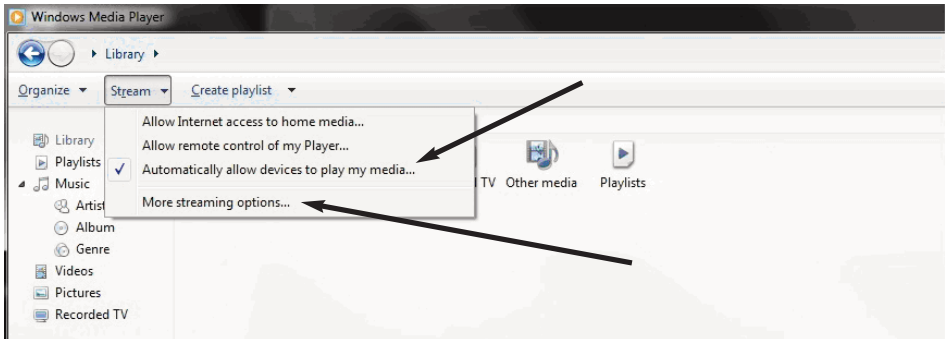 Windows Media Player
Library
Organize Stream Create playlist
Allow Internet access to home media...
Allow remote control of my Player...
Automatically allow devices to play my media...
More streaming options...
Library
Playlists
Music
Artist
Album
Genre
Videos
Pictures
Recorded TV
TV Other media Playlists